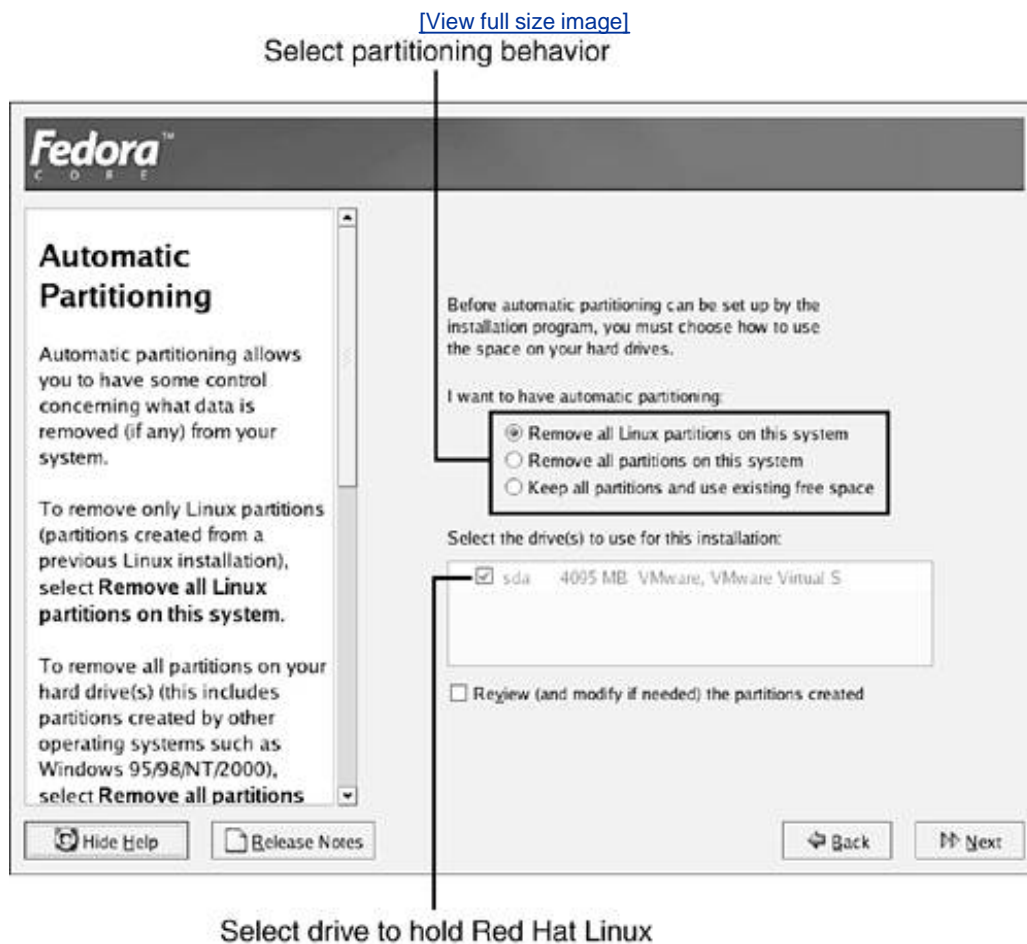 [View full size image]
Select partitioning behavior
Fedora™
CORE
Automatic
Partitioning
Automatic partitioning allows
you to have some control
concerning what data is
removed (if any) from your
system.
To remove only Linux partitions
(partitions created from a
previous Linux installation),
select Remove all Linux
partitions on this system.
To remove all partitions on your
hard drive(s) (this includes
partitions created by other
operating systems such as
Windows 95/98/NT/2000),
select Remove all partitions
Before automatic partitioning can be set up by the
installation program, you must choose how to use
the space on your hard drives.
I want to have automatic partitioning:
Remove all Linux partitions on this system
Remove all partitions on this system
Keep all partitions and use existing free space
Select the drive(s) to use for this installation:
sda 4095 MB VMware, VMware Virtual S
Review (and modify if needed) the partitions created
Hide Help
Release Notes
Back
Next
Select drive to hold Red Hat Linux